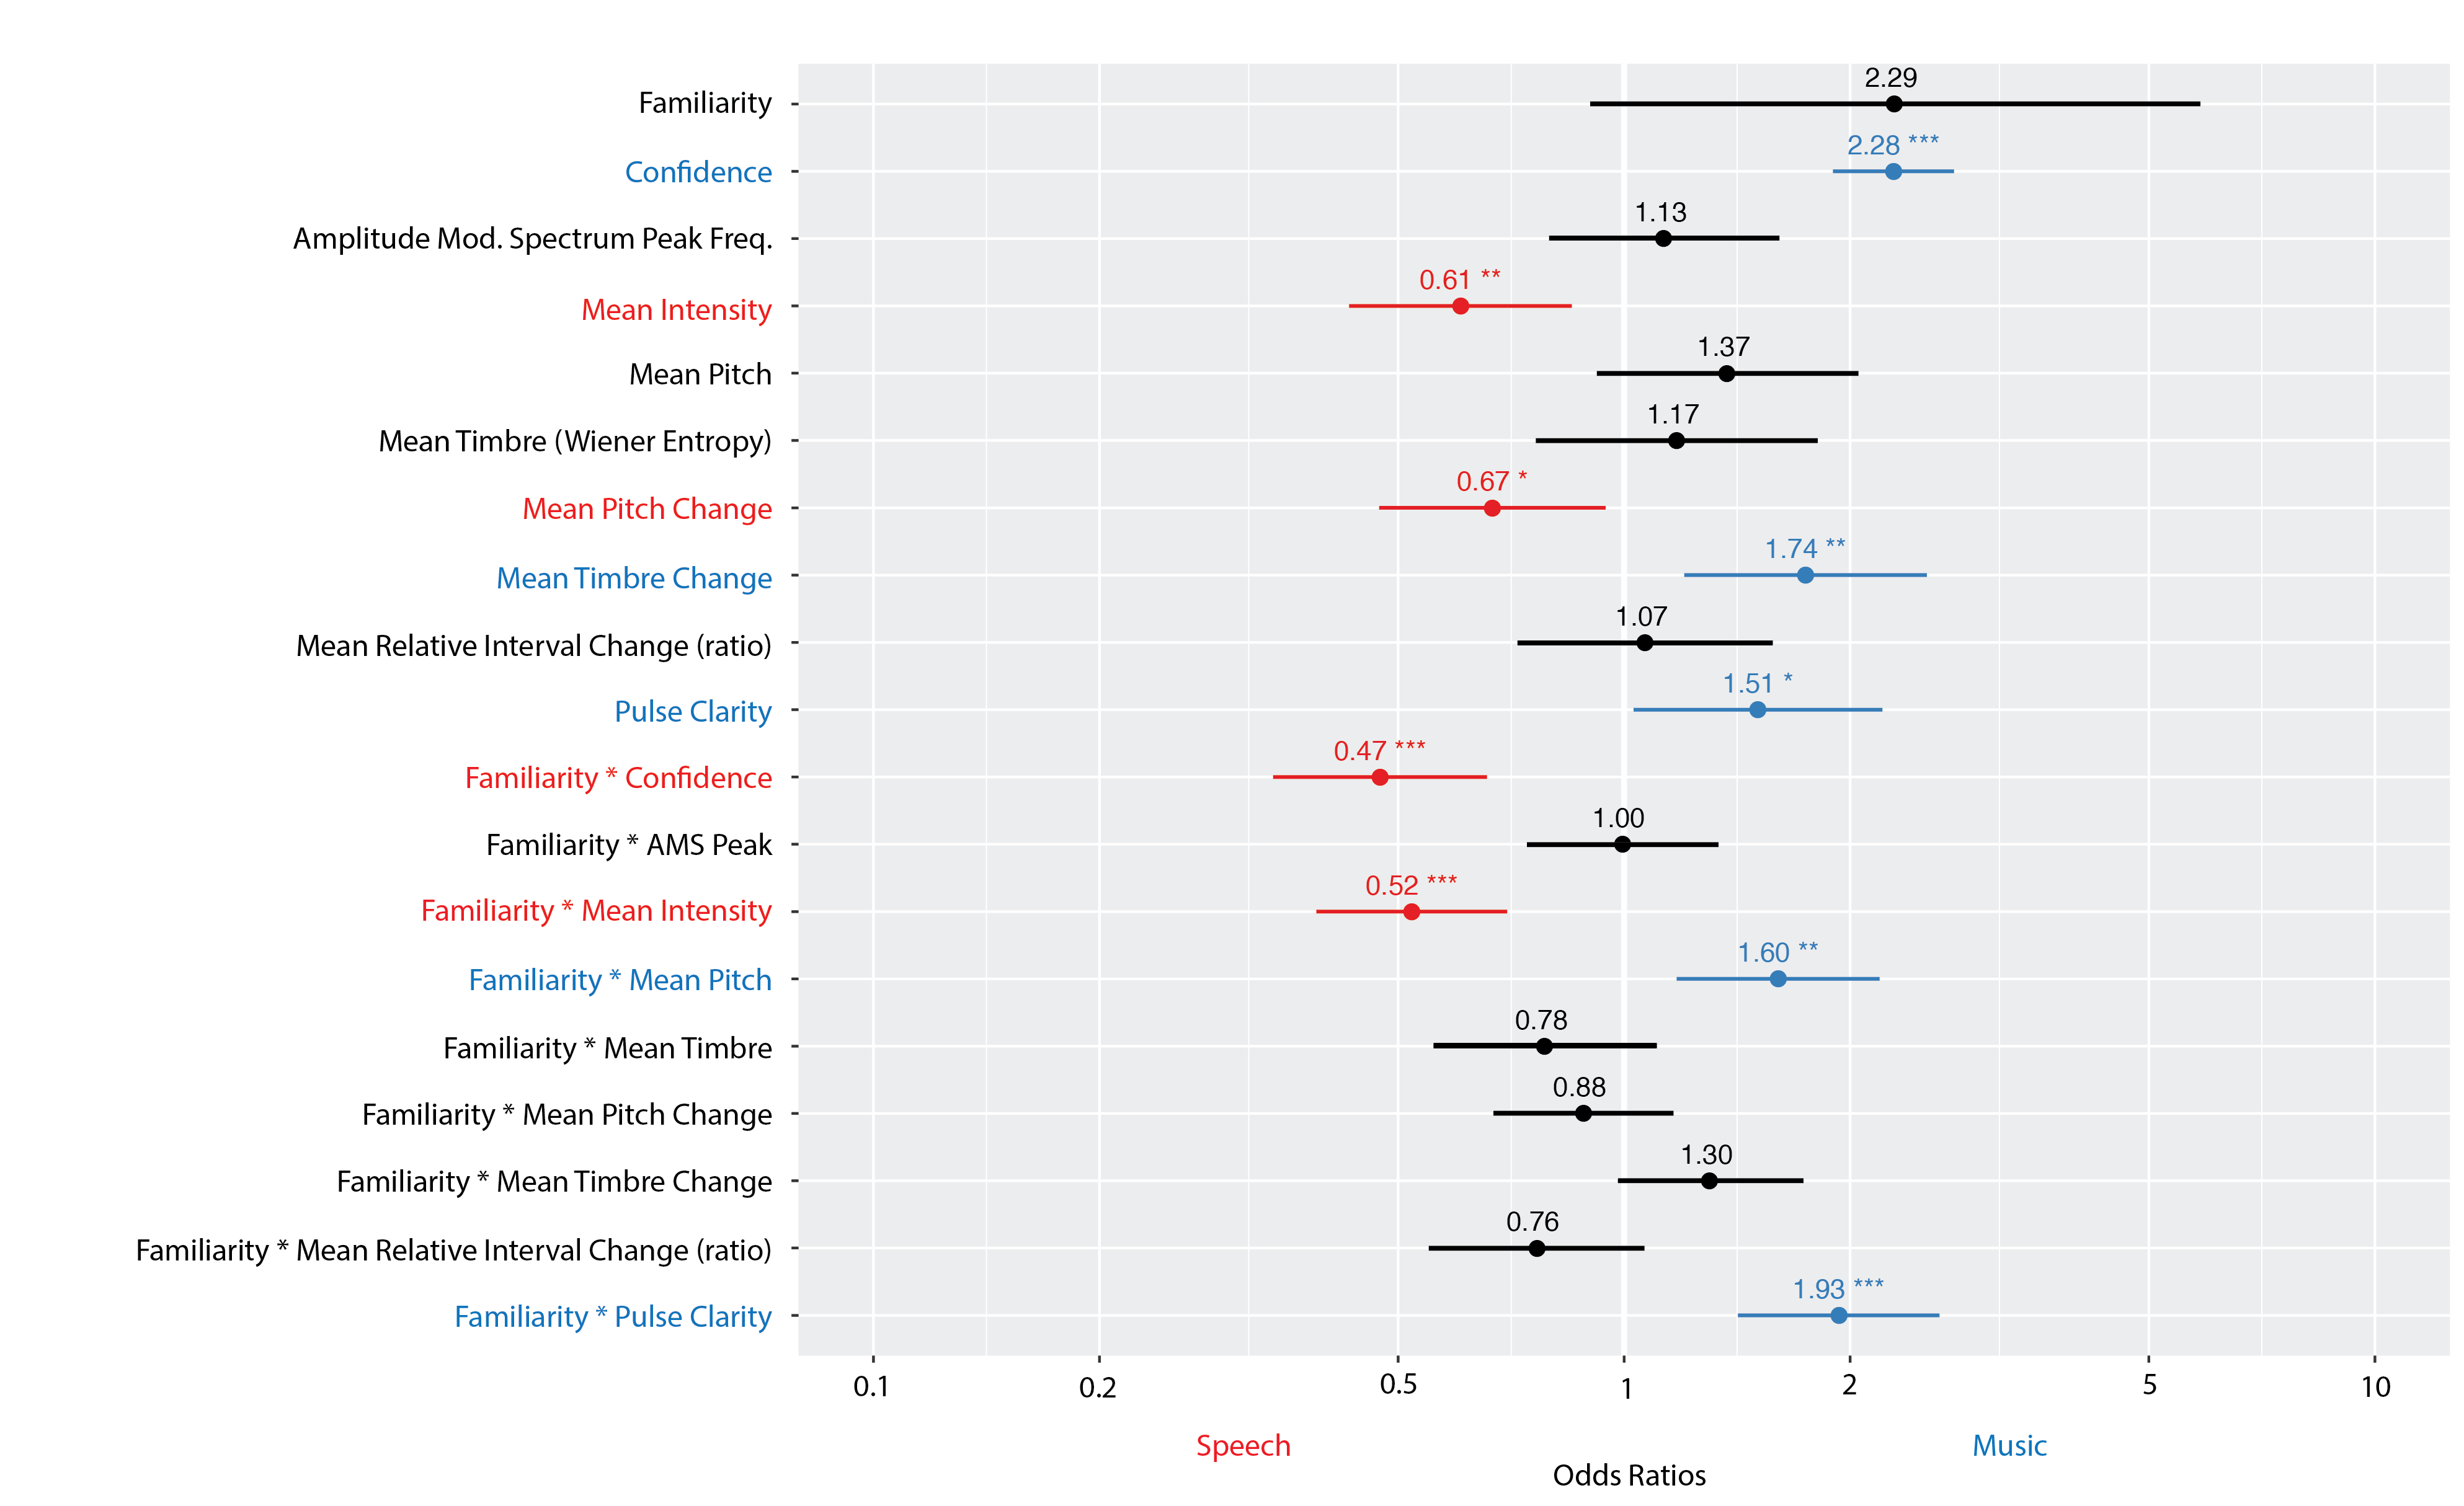 Familiarity 2.29
Confidence 2.28 ***
Amplitude Mod. Spectrum Peak Freq. 1.13
Mean Intensity 0.61 **
Mean Pitch 1.37
Mean Timbre (Wiener Entropy) 1.17
Mean Pitch Change 0.67 *
Mean Timbre Change 1.74 **
Mean Relative Interval Change (ratio) 1.07
Pulse Clarity 1.51 *
Familiarity * Confidence 0.47 ***
Familiarity * AMS Peak 1.00
Familiarity * Mean Intensity 0.52 ***
Familiarity * Mean Pitch 1.60 **
Familiarity * Mean Timbre 0.78
Familiarity * Mean Pitch Change 0.88
Familiarity * Mean Timbre Change 1.30
Familiarity * Mean Relative Interval Change (ratio) 0.76
Familiarity * Pulse Clarity 1.93 ***
0.1 0.2 0.5 1 2 5 10
Speech Music
Odds Ratios